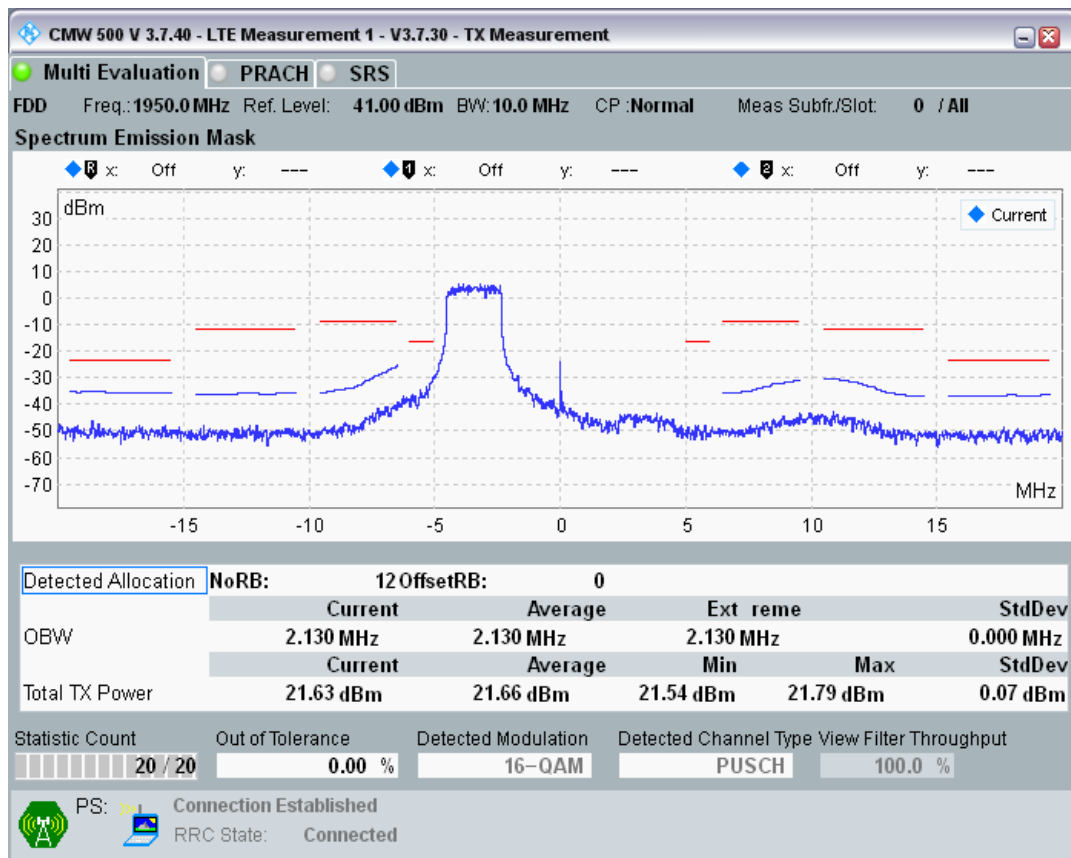 CMW 500 V 3.7.40 - LTE Measurement 1 - V3.7.30 - TX Measurement
Multi Evaluation PRACH SRS
FDD Freq.: 1950.0 MHz Ref. Level: 41.00 dBm BW: 10.0 MHz CP : Normal Meas Subfr./Slot: 0 / All
Spectrum Emission Mask
R x: Off y: --- 1 x: Off y: --- 2 x: Off y: ---
dBm
Current
30
20
10
0
-10
-20
-30
-40
-50
-60
-70
MHz
-15 -10 -5 0 5 10 15
Detected Allocation NoRB: 12 OffsetRB: 0
Current Average Ext reme StdDev
OBW 2.130 MHz 2.130 MHz 2.130 MHz 0.000 MHz
Current Average Min Max StdDev
Total TX Power 21.63 dBm 21.66 dBm 21.54 dBm 21.79 dBm 0.07 dBm
Statistic Count Out of Tolerance Detected Modulation Detected Channel Type View Filter Throughput
20 / 20 0.00 % 16-QAM PUSCH 100.0 %
PS: Connection Established
RRC State: Connected